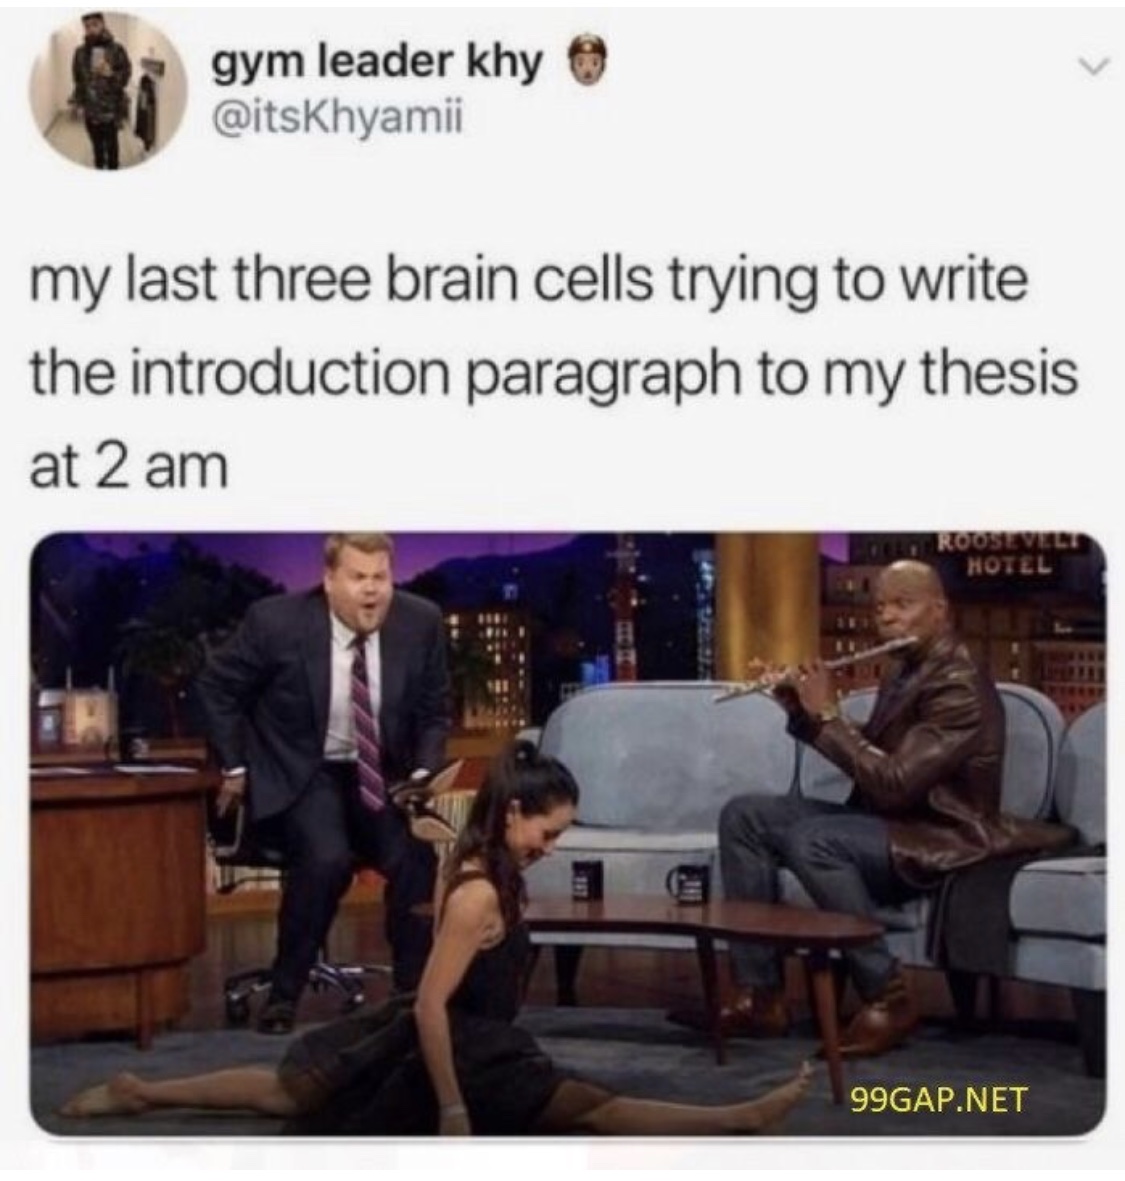 gym leader khy
@itsKhyamii
my last three brain cells trying to write
the introduction paragraph to my thesis
at 2 am
ROOSEVELT
HOTEL
99GAP.NET